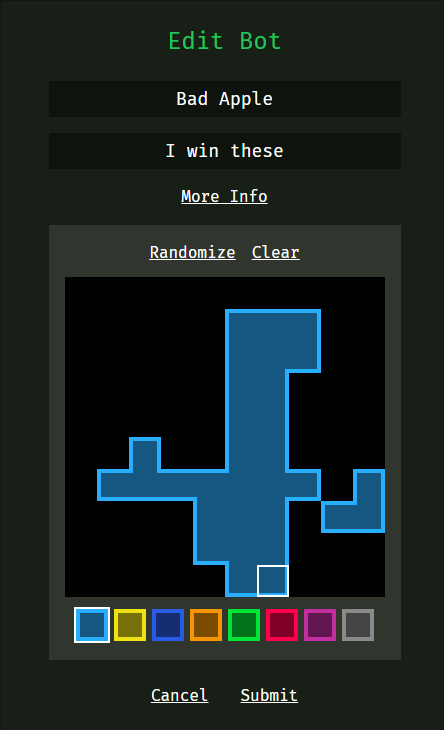 Edit Bot
Bad Apple
I win these
More Info
Randomize Clear
Cancel Submit